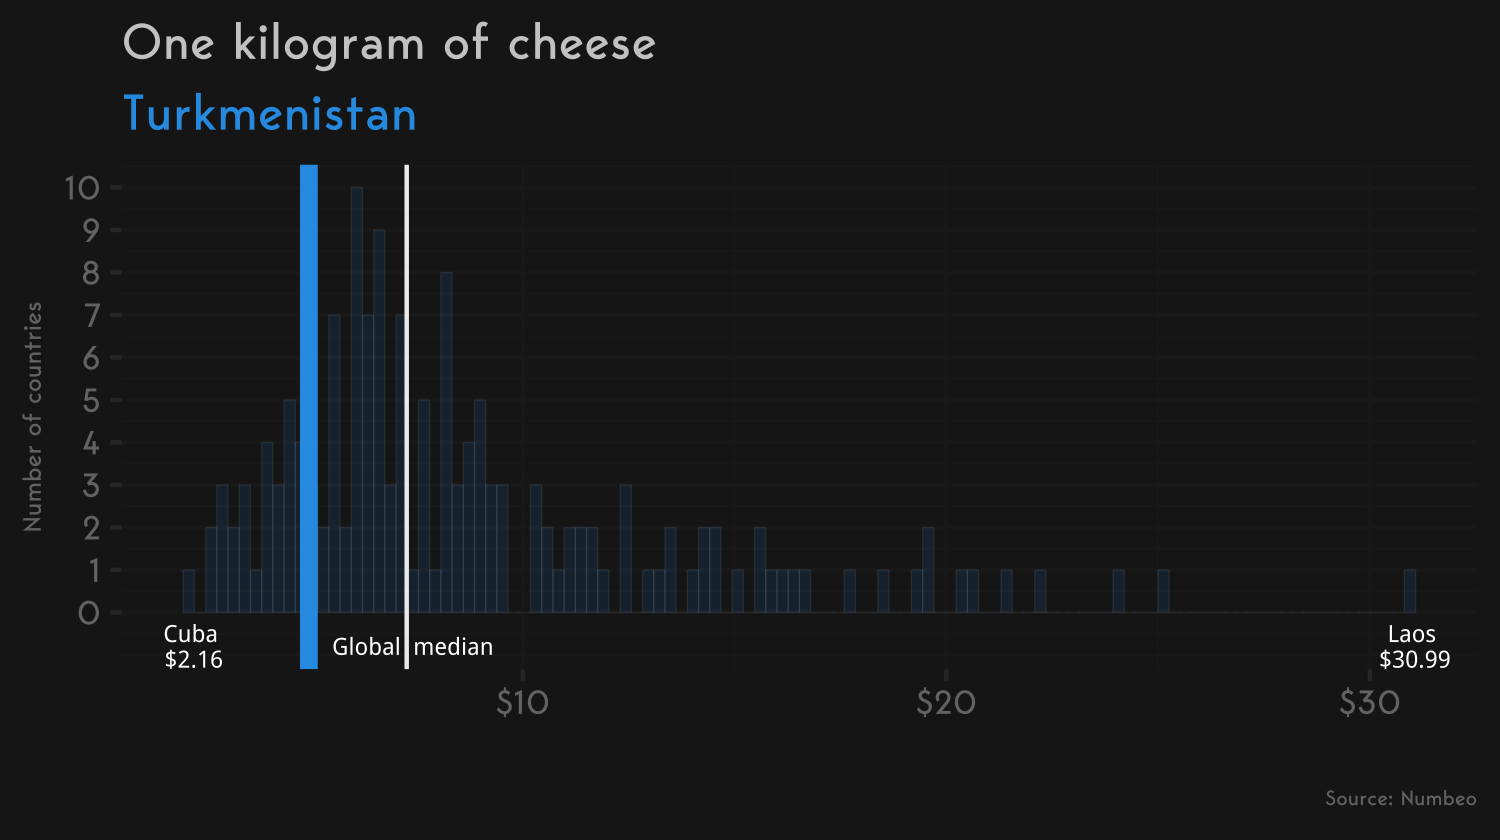 One kilogram of cheese
Turkmenistan
Number of countries
10
9
8
7
6
5
4
3
2
1
0
Cuba
$2.16
Global median
Laos
$30.99
$10
$20
$30
Source: Numbeo